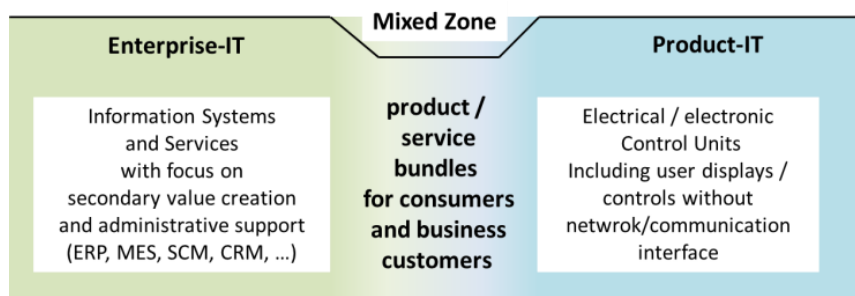 Mixed Zone
Enterprise-IT
Product-IT
Information Systems
and Services
with focus on
secondary value creation
and administrative support
(ERP, MES, SCM, CRM, ...)
product /
service
bundles
for consumers
and business
customers
Electrical / electronic
Control Units
Including user displays /
controls without
netwrok/communication
interface